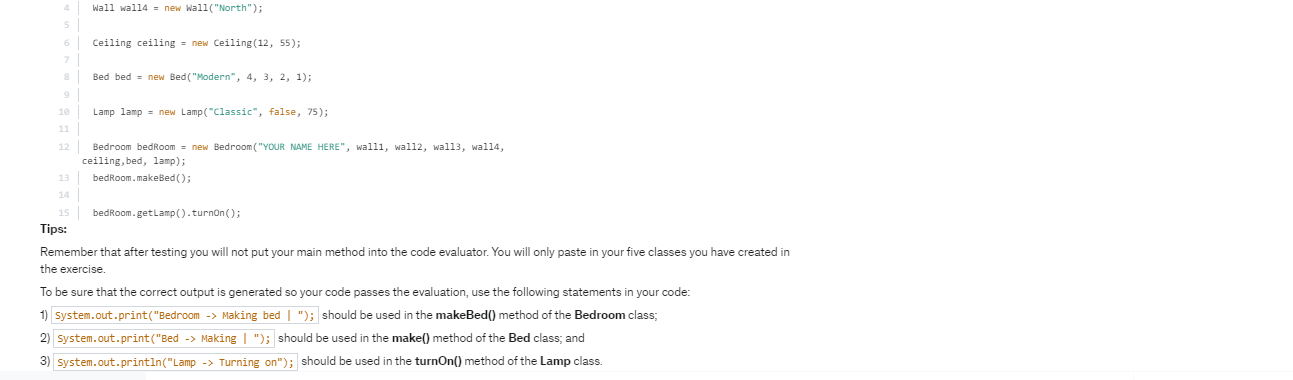 4 Wall wall4 = new Wall("North");
5
6 Ceiling ceiling = new Ceiling(12, 55);
7
8 Bed bed = new Bed("Modern", 4, 3, 2, 1);
9
10 Lamp lamp = new Lamp("Classic", false, 75);
11
12 Bedroom bedRoom = new Bedroom("YOUR NAME HERE", wall1, wall2, wall3, wall4,
ceiling,bed, lamp);
13 bedRoom.makeBed();
14
15 bedRoom.getLamp().turnOn();
Tips:
Remember that after testing you will not put your main method into the code evaluator. You will only paste in your five classes you have created in
the exercise.
To be sure that the correct output is generated so your code passes the evaluation, use the following statements in your code:
1) System.out.print("Bedroom -> Making bed | "); should be used in the makeBed() method of the Bedroom class;
2) System.out.print("Bed -> Making | "); should be used in the make() method of the Bed class; and
3) System.out.println("Lamp -> Turning on"); should be used in the turnOn() method of the Lamp class.